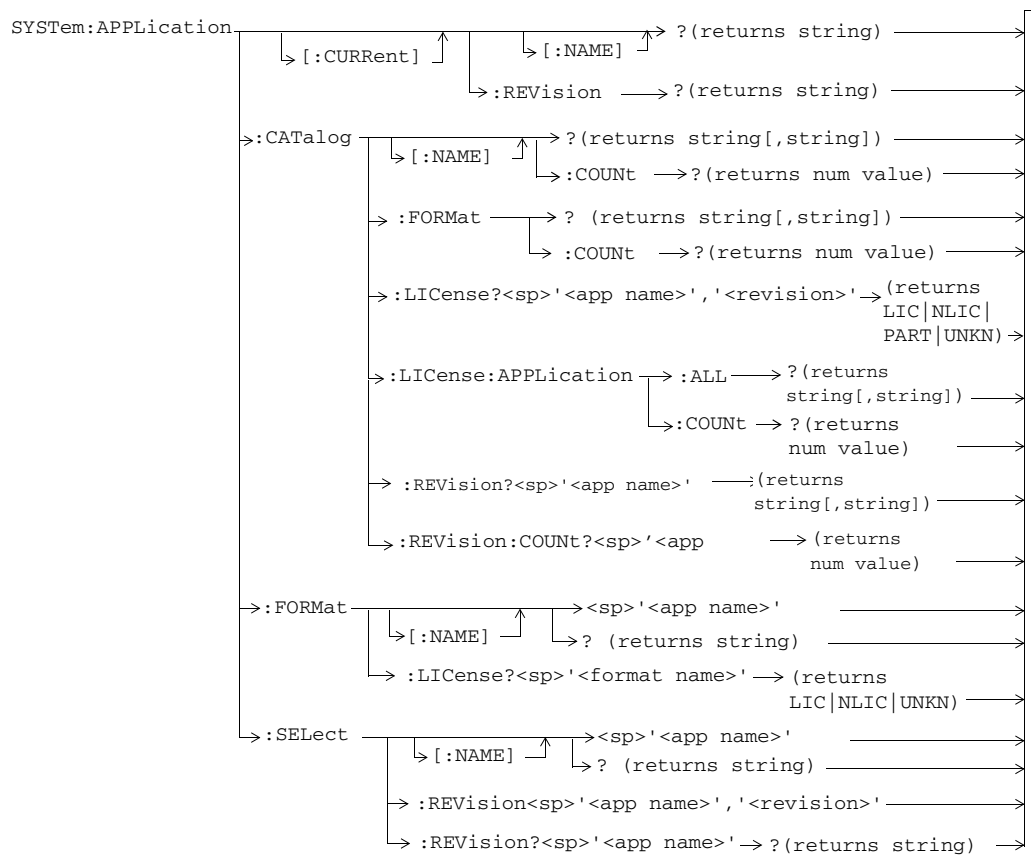 SYSTem:APPLication
[:CURRent]
[:NAME]
?(returns string)
:REVision
?(returns string)
:CATalog
[:NAME]
?(returns string[,string])
:COUNt
?(returns num value)
:FORMat
? (returns string[,string])
:COUNt
?(returns num value)
:LICense?<sp>'<app name>','<revision>'
(returns
LIC|NLIC|
PART|UNKN)
:LICense:APPLication
:ALL
?(returns
string[,string])
:COUNt
?(returns
num value)
:REVision?<sp>'<app name>'
(returns
string[,string])
:REVision:COUNt?<sp>’<app
(returns
num value)
:FORMat
[:NAME]
<sp>'<app name>'
? (returns string)
:LICense?<sp>'<format name>'
(returns
LIC|NLIC|UNKN)
:SELect
[:NAME]
<sp>'<app name>'
? (returns string)
:REVision<sp>'<app name>','<revision>'
:REVision?<sp>'<app name>'
?(returns string)